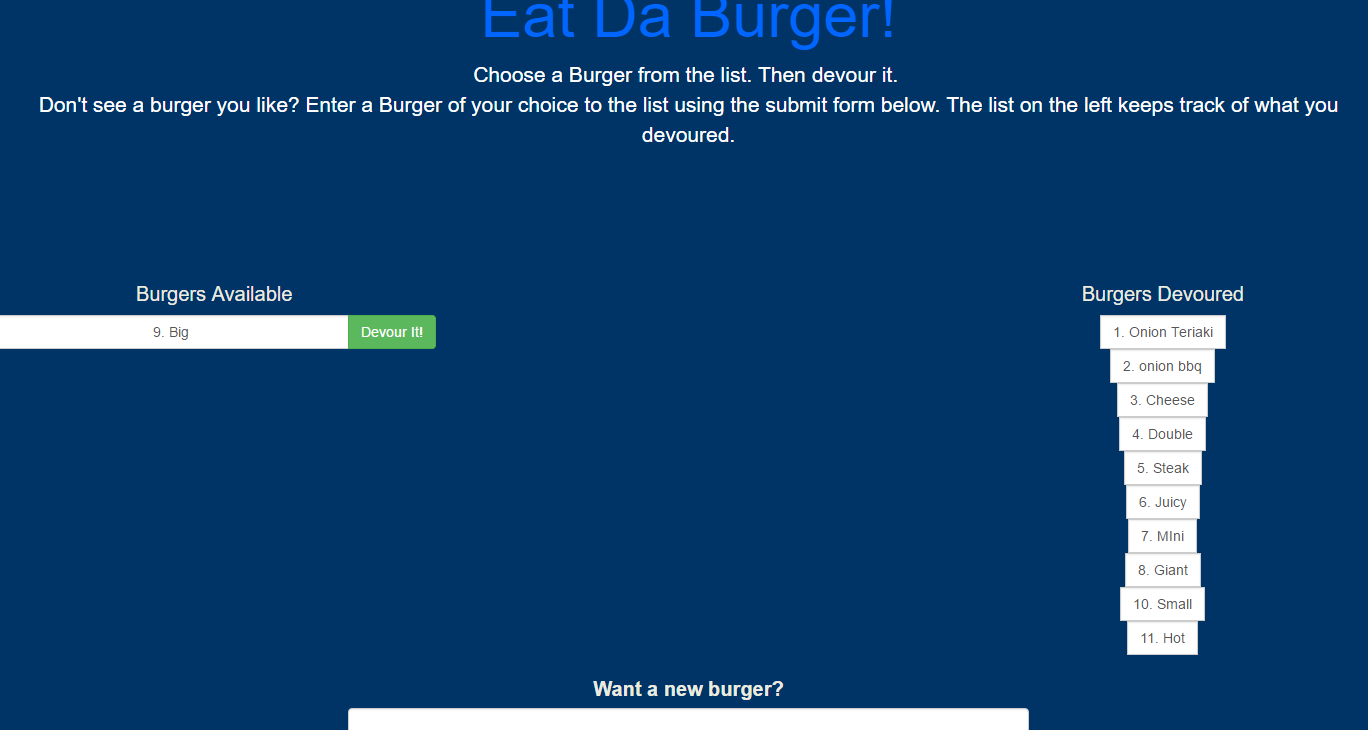 Eat Da Burger!
Choose a Burger from the list. Then devour it.
Don't see a burger you like? Enter a Burger of your choice to the list using the submit form below. The list on the left keeps track of what you
devoured.
Burgers Available
9. Big
Devour It!
Burgers Devoured
1. Onion Teriaki
2. onion bbq
3. Cheese
4. Double
5. Steak
6. Juicy
7. MIni
8. Giant
10. Small
11. Hot
Want a new burger?